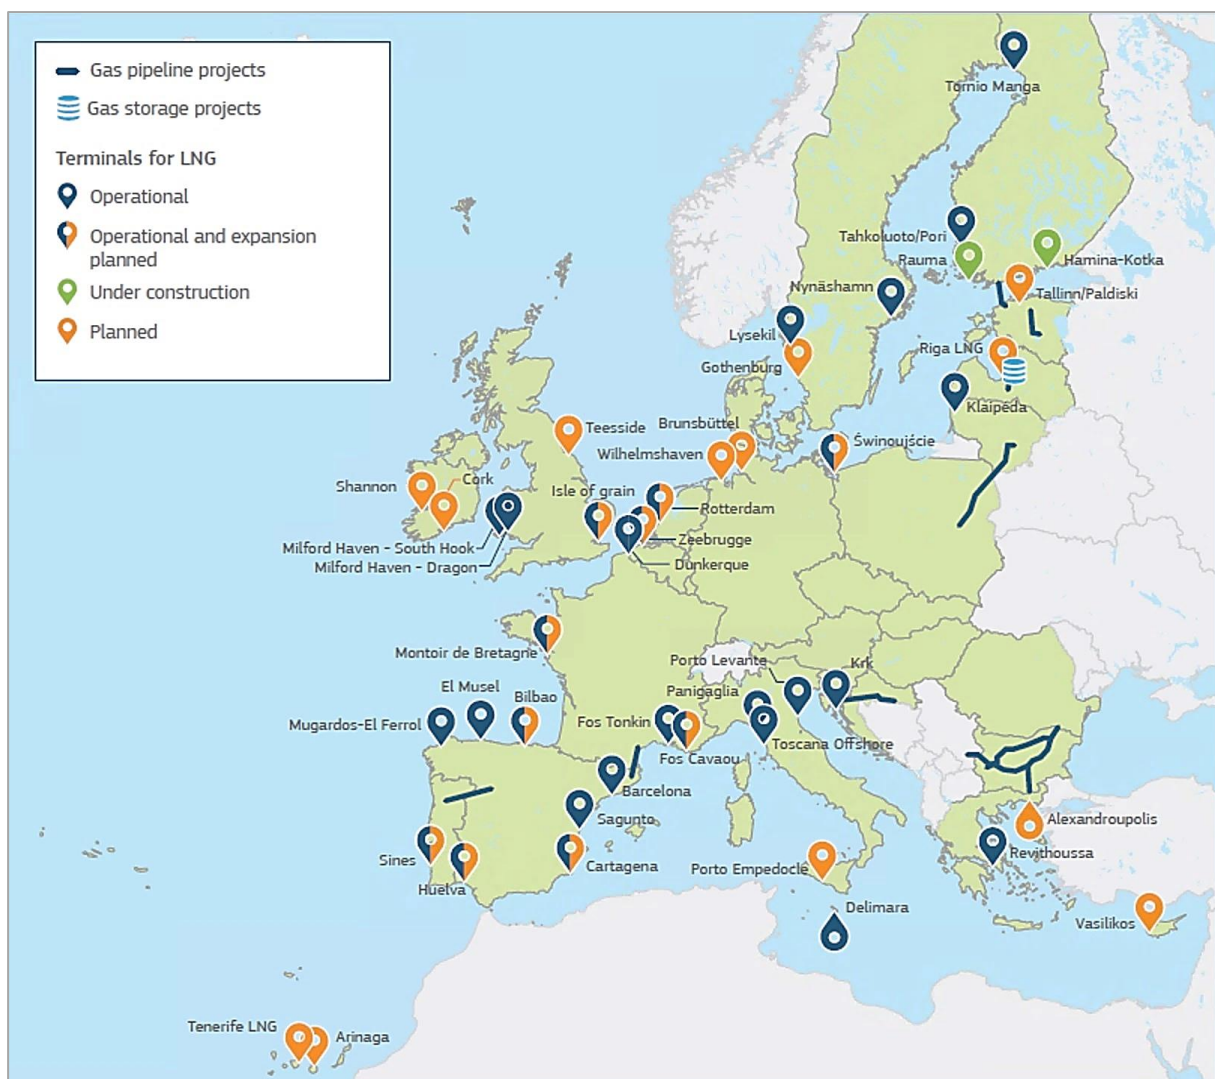 Gas pipeline projects
Gas storage projects
Terminals for LNG
Operational
Operational and expansion
planned
Under construction
Planned
Tornio Manga
Tahkoluoto/Pori
Rauma
Hamina-Kotka
Nynäshamn
Tallinn/Paldiski
Lysekil
Riga LNG
Gothenburg
Klaipėda
Teesside
Brunsbüttel
Świnoujście
Wilhelmshaven
Shannon
Cork
Isle of grain
Rotterdam
Zeebrugge
Milford Haven - South Hook
Milford Haven - Dragon
Dunkerque
Montoir de Bretagne
Porto Levante
Krk
El Musel
Bilbao
Panigaglia
Mugardos-El Ferrol
Fos Tonkin
Toscana Offshore
Fos Cavaou
Barcelona
Sagunto
Alexandroupolis
Revithoussa
Sines
Cartagena
Porto Empedocle
Huelva
Delimara
Vasilikos
Tenerife LNG
Arinaga